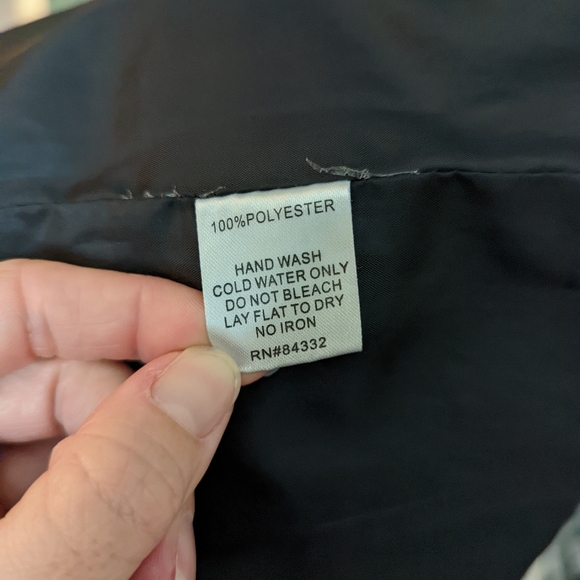 100%POLYESTER
HAND WASH
COLD WATER ONLY
DO NOT BLEACH
LAY FLAT TO DRY
NO IRON
RN#84332